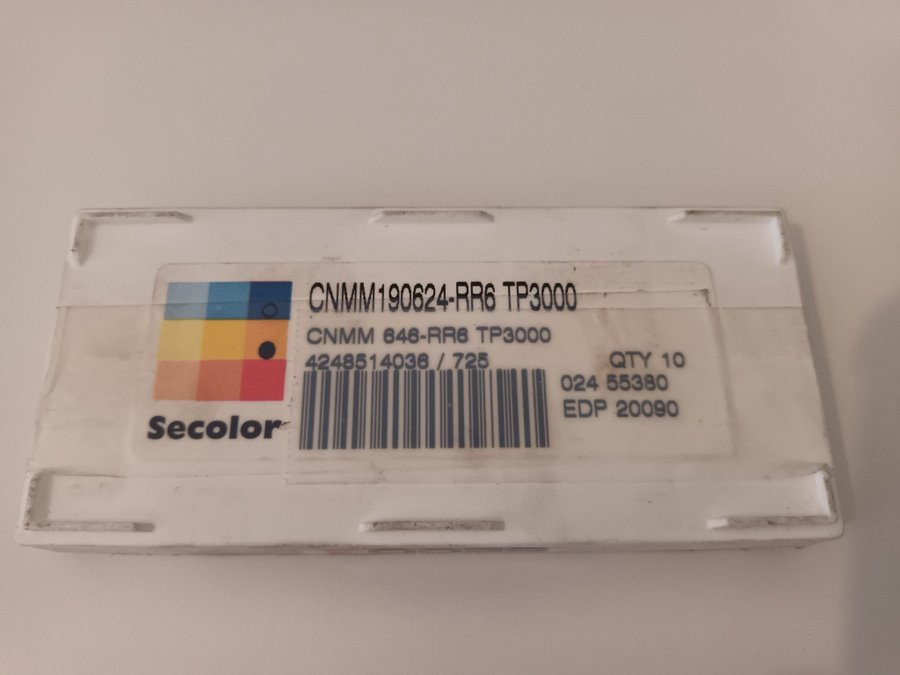 CNMM190624-RR6 TP3000
CNMM 646-RR6 TP3000
4248514036 / 725
QTY 10
024 55380
EDP 20090
Secolor